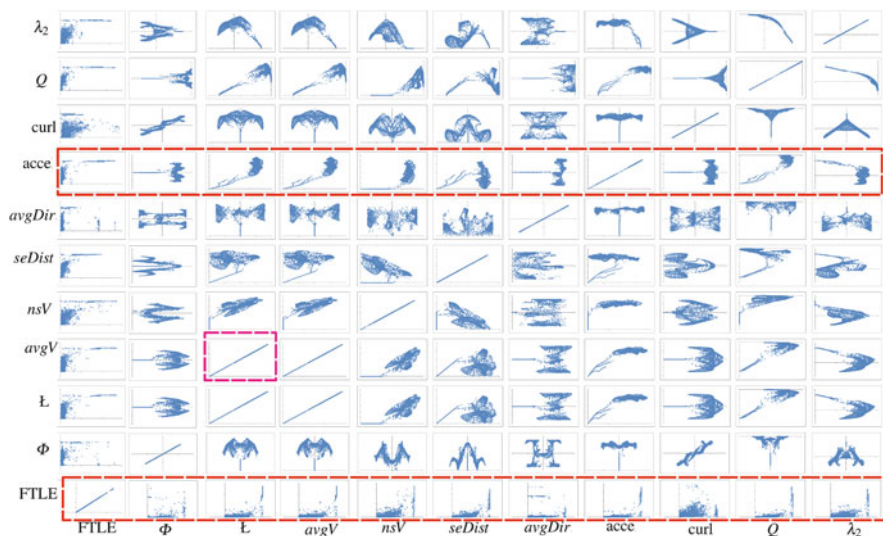 λ₂
Q
curl
acce
avgDir
seDist
nsV
avgV
Ł
Φ
FTLE
FTLE Φ Ł avgV nsV seDist avgDir acce curl Q λ₂